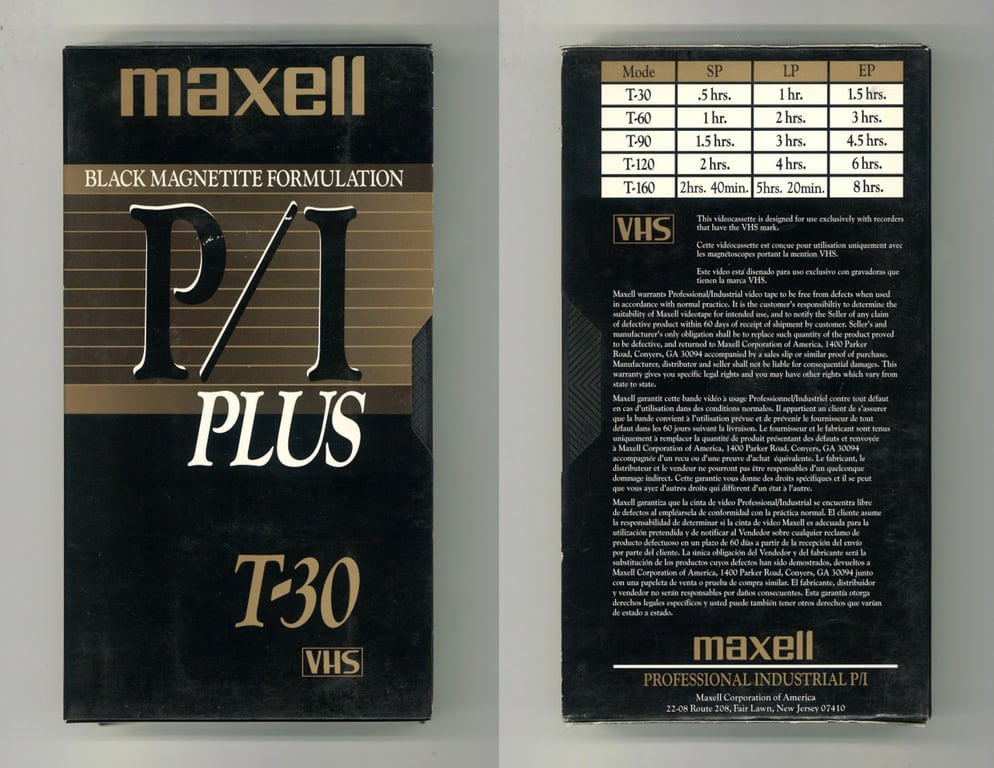 maxell
BLACK MAGNETITE FORMULATION
P/I
PLUS
T-30
VHS
Mode SP LP EP
T-30 .5 hrs. 1 hr. 1.5 hrs.
T-60 1 hr. 2 hrs. 3 hrs.
T-90 1.5 hrs. 3 hrs. 4.5 hrs.
T-120 2 hrs. 4 hrs. 6 hrs.
T-160 2hrs. 40min. 5hrs. 20min. 8 hrs.
VHS
This videocassette is designed for use exclusively with recorders
that have the VHS mark.
Cette vidéocassette est conçue pour utilisation uniquement avec
les magnétoscopes portant la mention VHS.
Este video está disenado para uso exclusivo con gravadoras que
tienen la marca VHS.
Maxell warrants Professional/Industrial video tape to be free from defects when used
in accordance with normal practice. It is the customer's responsibiltiy to determine the
suitability of Maxell videotape for intended use, and to notify the Seller of any claim
of defective product within 60 days of receipt of shipment by customer. Seller's and
manufacturer's only obligation shall be to replace such quantity of the product proved
to be defective, and returned to Maxell Corporation of America, 1400 Parker
Road, Conyers, GA 30094 accompanied by a sales slip or similar proof of purchase.
Manufacturer, distributor and seller shall not be liable for consequential damages. This
warranty gives you specific legal rights and you may have other rights which vary from
state to state.
Maxell garantit cette bande vidéo à usage Professionnel/Industriel contre tout défaut
en cas d'utilisation dans des conditions normales. Il appartient an client de s'assurer
que la bande convient à l'utilisation prévue et de prévenir le fournisseur de tout
défaut dans les 60 jours suivant la livraison. Le fournisseur et le fabricant sont tenus
uniquement à remplacer la quantité de produit présentant des défauts et renvoyée
à Maxell Corporation of America, 1400 Parker Road, Conyers, GA 30094
accompagnée d'un recu ou d'une preuve d'achat équivalente. Le fabricant, le
distributeur et le vendeur ne pourront pas être responsables d'un quelconque
dommage indirect. Cette garantie vous donne des droits spécifiques et il se peut
que vous ayez d'autres droits qui different d'un état à l'autre.
Maxell garantiza que la cinta de video Professional/Industrial se encuentra libre
de defectos al empleársela de conformidad con la práctica normal. El cliente asume
la responsabilidad de determinar si la cinta de video Maxell es adecuada para la
utilización pretendida y de notificar al Vendedor sobre cualquier reclamo de
producto defectuoso en un plazo de 60 días a partir de la recepción del envío
por parte del cliente. La única obligación del Vendedor y del fabricante será la
substitución de los productos cuyos defectos han sido demostrados, devueltos a
Maxell Corporation of America, 1400 Parker Road, Conyers, GA 30094 junto
con una papeleta de venta o prueba de compra similar. El fabricante, distribuidor
y vendedor no serán responsables por daños consecuentes. Esta garantía otorga
derechos legales específicos y usted puede también tener otros derechos que varían
de estado a estado.
maxell
PROFESSIONAL INDUSTRIAL P/I
Maxell Corporation of America
22-08 Route 208, Fair Lawn, New Jersey 07410